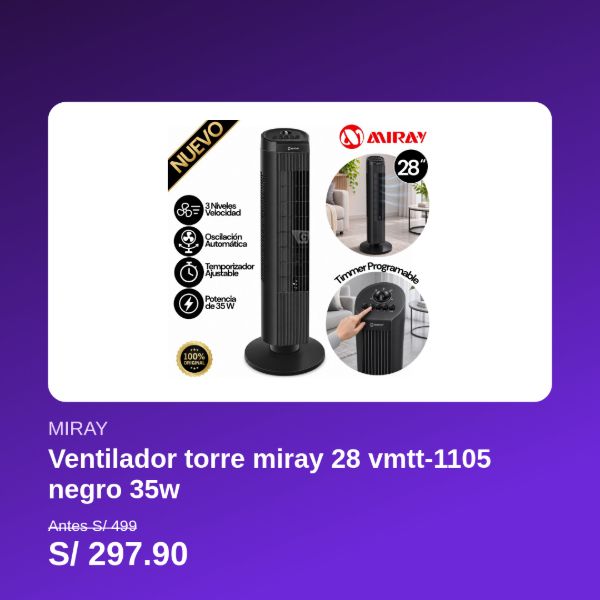 NUEVO
MIRAY
28"
3 Niveles
Velocidad
Oscilación
Automática
Temporizador
Ajustable
Potencia
de 35 W
Timmer Programable
100%
ORIGINAL
MIRAY
Ventilador torre miray 28 vmtt-1105
negro 35w
Antes S/ 499
S/ 297.90